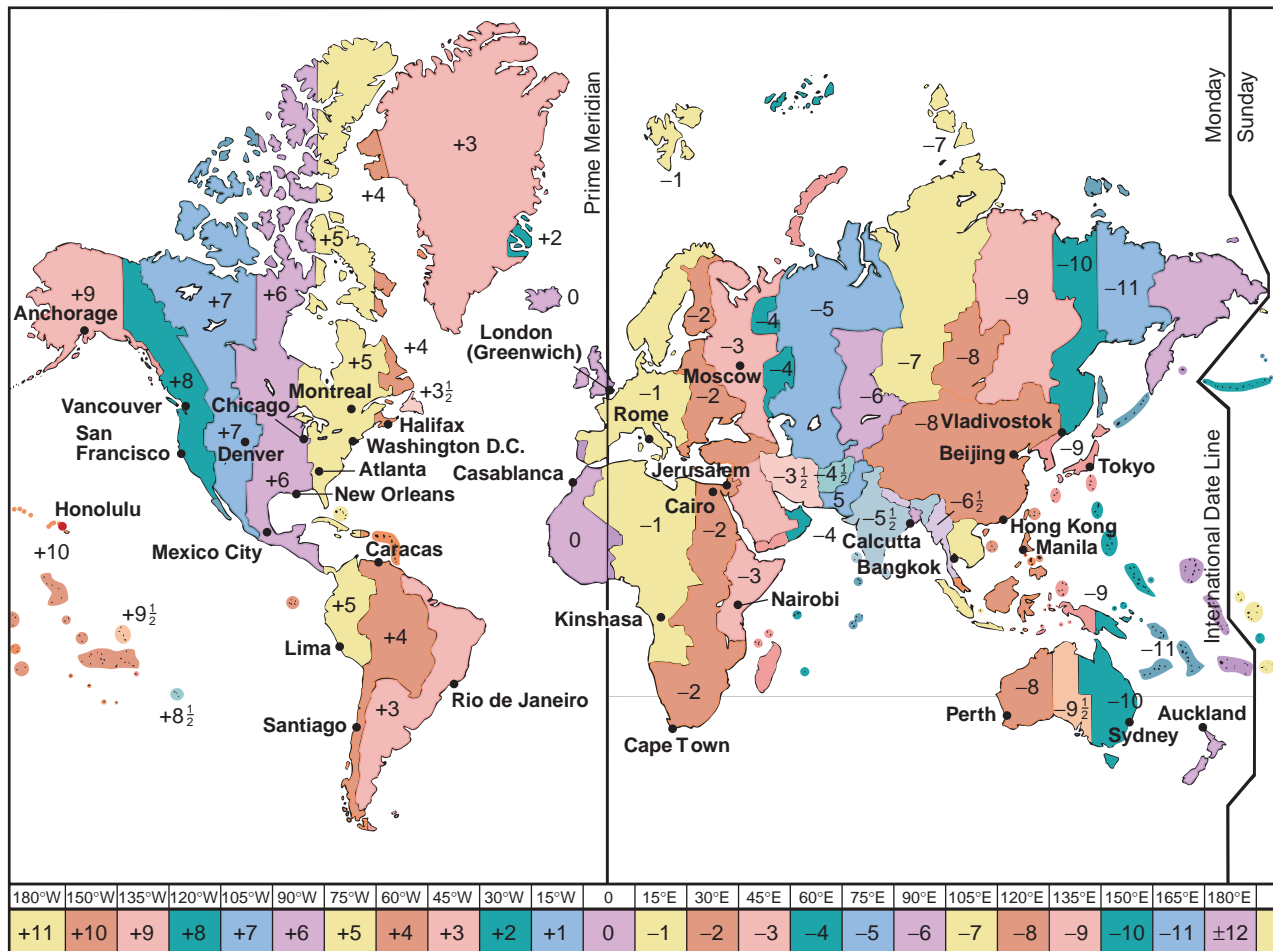 Monday
Sunday
Prime Meridian
International Date Line
+3
–7
–1
+4
+5
+2
–10
0
+9
Anchorage
+7
+6
–2
–5
–9
–11
London
(Greenwich)
–4
+4
–3
–8
+5
Moscow
–7
+8
Montreal
+3½
–1
–4
–2
–6
Vancouver
Chicago
Rome
–8
Vladivostok
San
Francisco
+7
Denver
Halifax
Washington D.C.
Beijing
–9
Tokyo
Atlanta
Casablanca
Jerusalem
–3½
–4½
+6
New Orleans
Cairo
5
–6½
Honolulu
–1
–2
–5½
Hong Kong
+10
Mexico City
Caracas
0
–4
Calcutta
Manila
Bangkok
–3
–9
+5
Nairobi
+9½
Kinshasa
+4
Lima
–11
–8
–2
Rio de Janeiro
+8½
+3
–9½
–10
Santiago
Perth
Auckland
Sydney
Cape Town
180°W 150°W 135°W 120°W 105°W 90°W 75°W 60°W 45°W 30°W 15°W 0 15°E 30°E 45°E 60°E 75°E 90°E 105°E 120°E 135°E 150°E 165°E 180°E
+11 +10 +9 +8 +7 +6 +5 +4 +3 +2 +1 0 –1 –2 –3 –4 –5 –6 –7 –8 –9 –10 –11 ±12